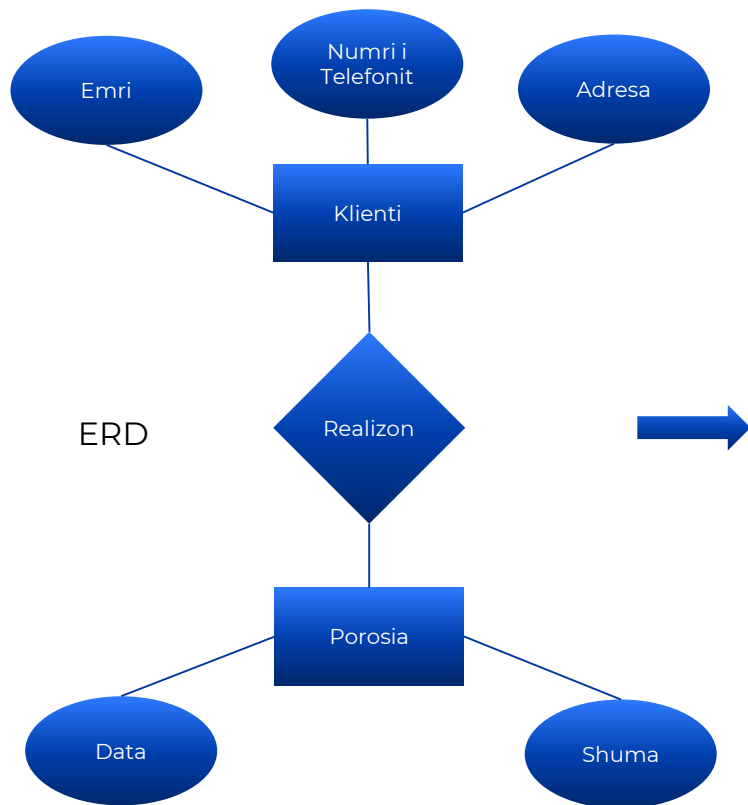 Numri i
Telefonit
Emri
Adresa
Klienti
Realizon
ERD
Porosia
Data
Shuma